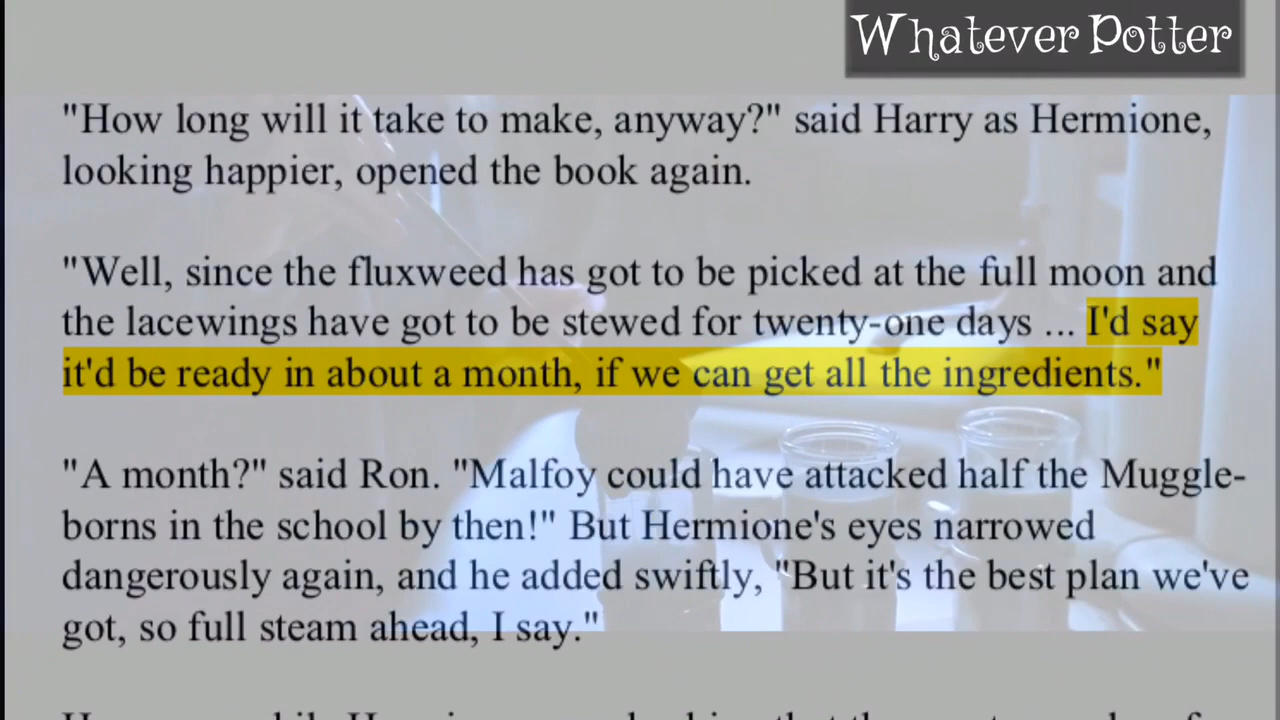 Whatever Potter
"How long will it take to make, anyway?" said Harry as Hermione,
looking happier, opened the book again.
"Well, since the fluxweed has got to be picked at the full moon and
the lacewings have got to be stewed for twenty-one days ... I'd say
it'd be ready in about a month, if we can get all the ingredients."
"A month?" said Ron. "Malfoy could have attacked half the Muggle-
borns in the school by then!" But Hermione's eyes narrowed
dangerously again, and he added swiftly, "But it's the best plan we've
got, so full steam ahead, I say."